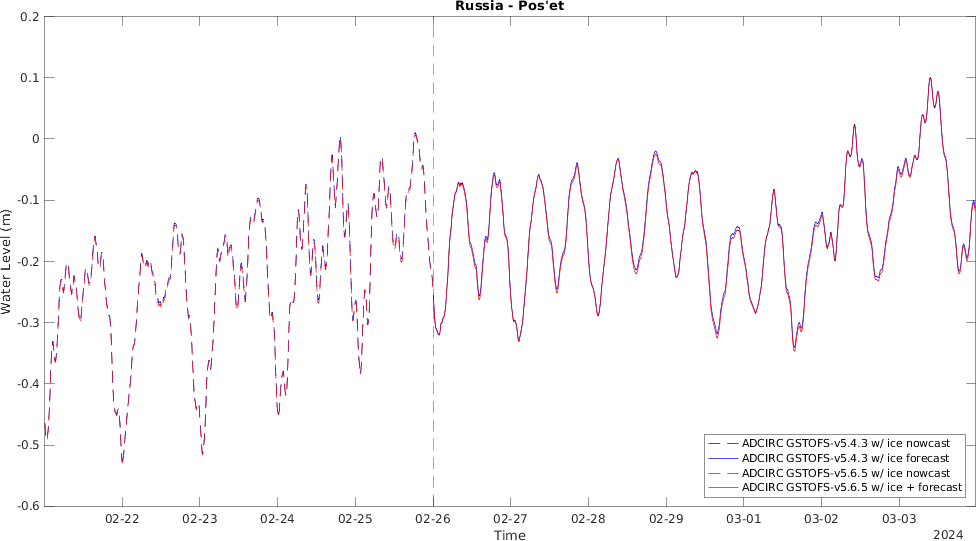 Russia - Pos'et
0.2
0.1
0
-0.1
-0.2
-0.3
-0.4
-0.5
-0.6
Water Level (m)
02-22 02-23 02-24 02-25 02-26 02-27 02-28 02-29 03-01 03-02 03-03
Time
2024
ADCIRC GSTOFS-v5.4.3 w/ ice nowcast
ADCIRC GSTOFS-v5.4.3 w/ ice forecast
ADCIRC GSTOFS-v5.6.5 w/ ice nowcast
ADCIRC GSTOFS-v5.6.5 w/ ice + forecast